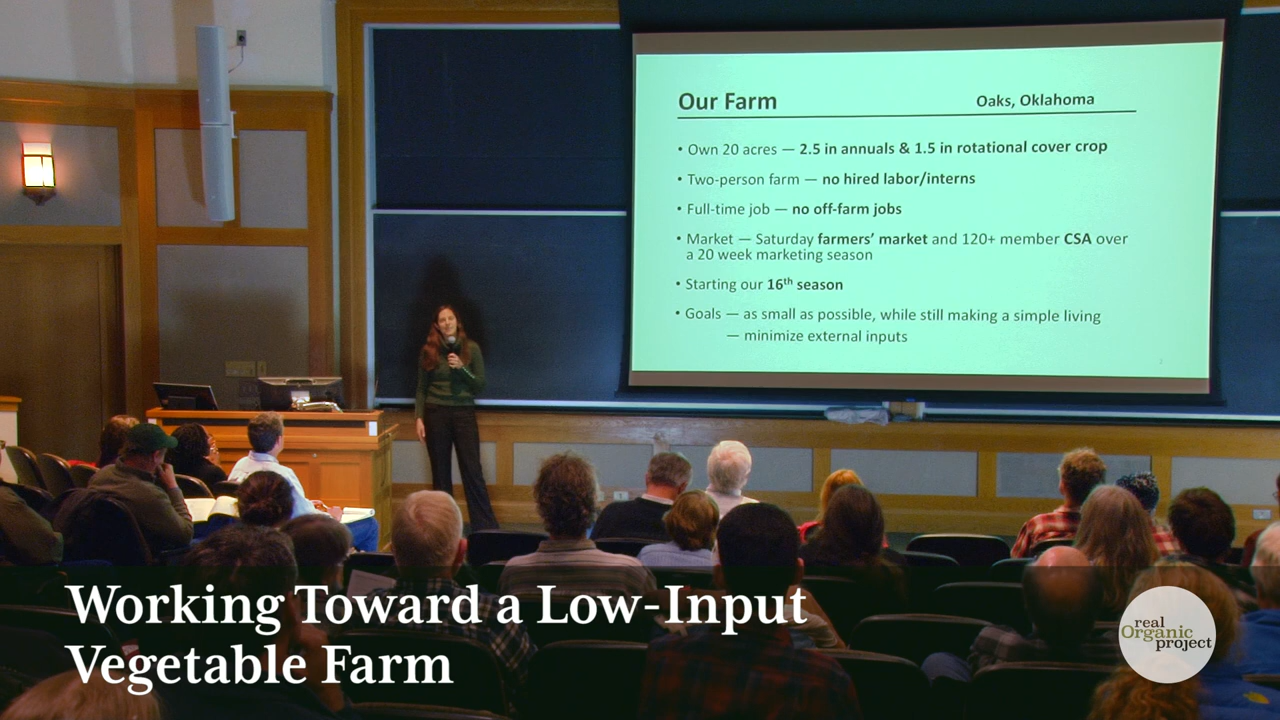 Our Farm
Oaks, Oklahoma
• Own 20 acres — 2.5 in annuals & 1.5 in rotational cover crop
• Two-person farm — no hired labor/interns
• Full-time job — no off-farm jobs
• Market — Saturday farmers’ market and 120+ member CSA over
a 20 week marketing season
• Starting our 16th season
• Goals — as small as possible, while still making a simple living
— minimize external inputs
2
Working Toward a Low-Input
Vegetable Farm
real
Organic
project